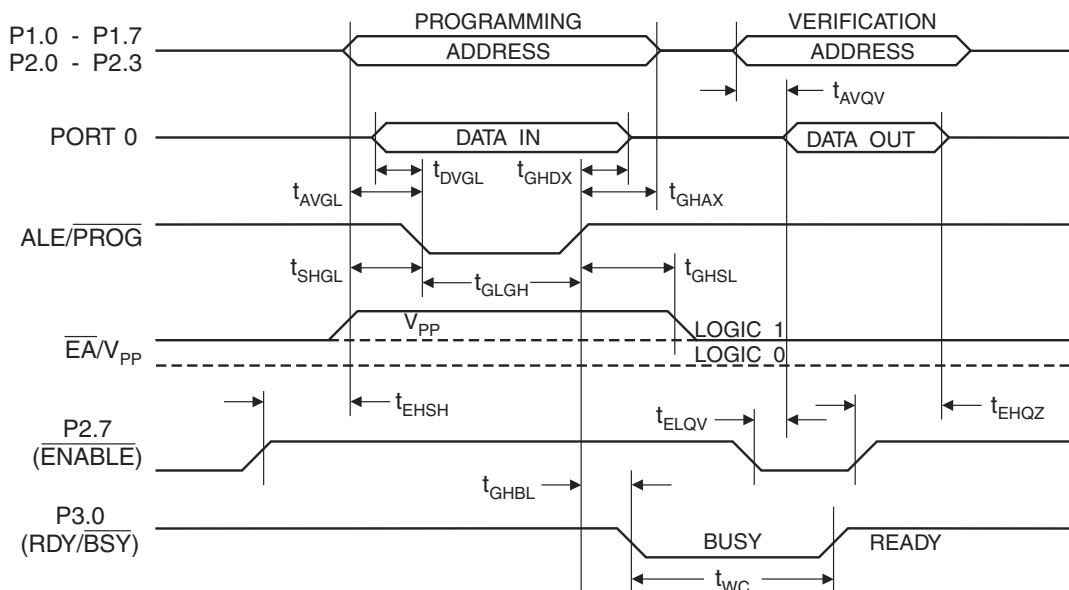 PROGRAMMING
VERIFICATION
P1.0 - P1.7
P2.0 - P2.3
ADDRESS
ADDRESS
tAVQV
PORT 0
DATA IN
DATA OUT
tDVGL
tGHDX
tAVGL
tGHAX
ALE/PROG
tSHGL
tGLGH
tGHSL
VPP
LOGIC 1
EA/VPP
LOGIC 0
tEHSH
tELQV
tEHQZ
P2.7
(ENABLE)
tGHBL
P3.0
(RDY/BSY)
BUSY
READY
tWC